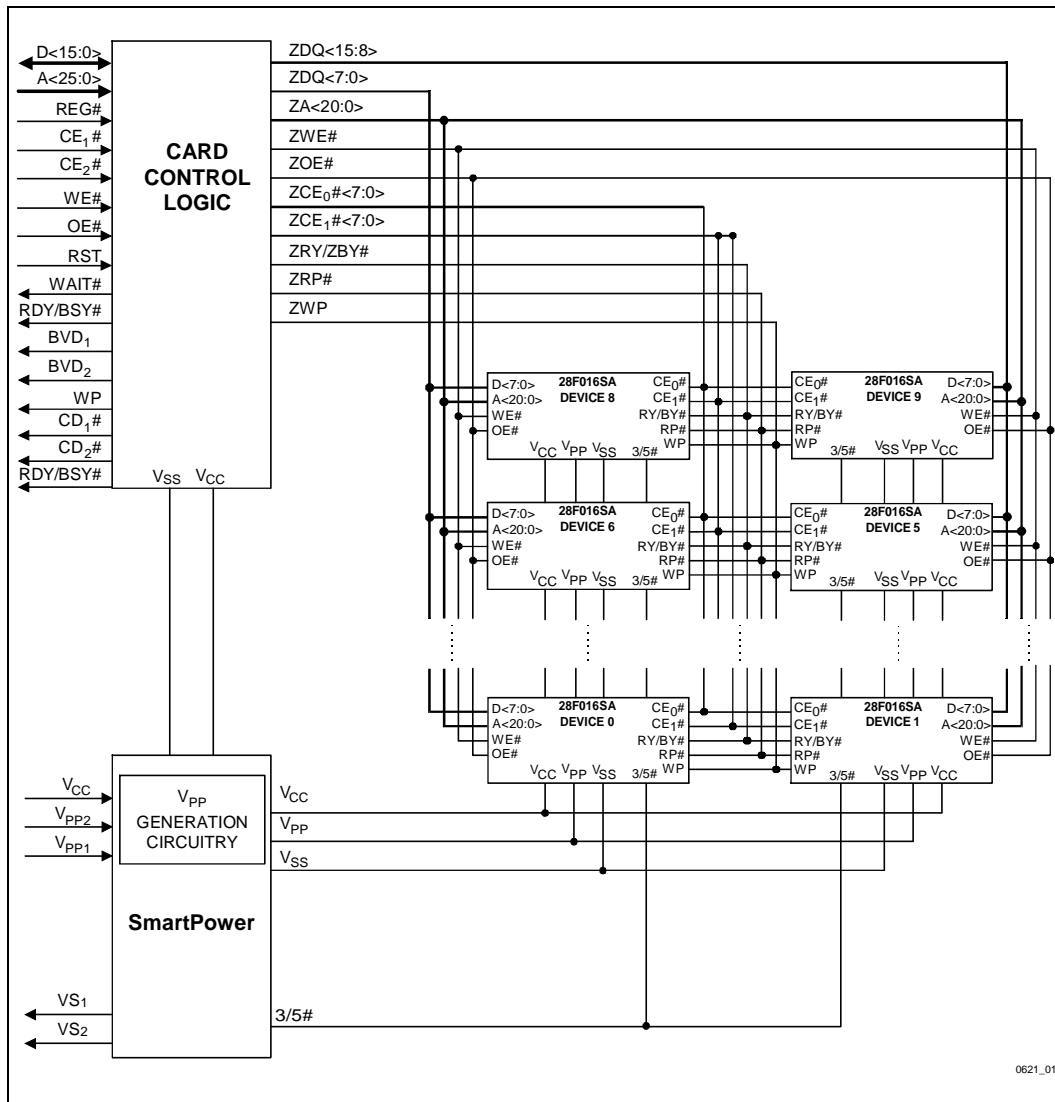 D<15:0>
A<25:0>
REG#
CE1#
CE2#
WE#
OE#
RST
WAIT#
RDY/BSY#
BVD1
BVD2
WP
CD1#
CD2#
RDY/BSY#
CARD
CONTROL
LOGIC
VSS VCC
ZDQ<15:8>
ZDQ<7:0>
ZA<20:0>
ZWE#
ZOE#
ZCE0#<7:0>
ZCE1#<7:0>
ZRY/ZBY#
ZRP#
ZWP
28F016SA
DEVICE 8
D<7:0>
A<20:0>
WE#
OE#
CE0#
CE1#
RY/BY#
RP#
WP
VCC VPP VSS 3/5#
28F016SA
DEVICE 9
CE0#
CE1#
RY/BY#
RP#
WP
D<7:0>
A<20:0>
WE#
OE#
3/5# VSS VPP VCC
28F016SA
DEVICE 6
D<7:0>
A<20:0>
WE#
OE#
CE0#
CE1#
RY/BY#
RP#
WP
VCC VPP VSS 3/5#
28F016SA
DEVICE 5
CE0#
CE1#
RY/BY#
RP#
WP
D<7:0>
A<20:0>
WE#
OE#
3/5# VSS VPP VCC
28F016SA
DEVICE 0
D<7:0>
A<20:0>
WE#
OE#
CE0#
CE1#
RY/BY#
RP#
WP
VCC VPP VSS 3/5#
28F016SA
DEVICE 1
CE0#
CE1#
RY/BY#
RP#
WP
D<7:0>
A<20:0>
WE#
OE#
3/5# VSS VPP VCC
VCC
VPP2
VPP1
VPP
GENERATION
CIRCUITRY
SmartPower
VCC
VPP
VSS
3/5#
VS1
VS2
0621_01